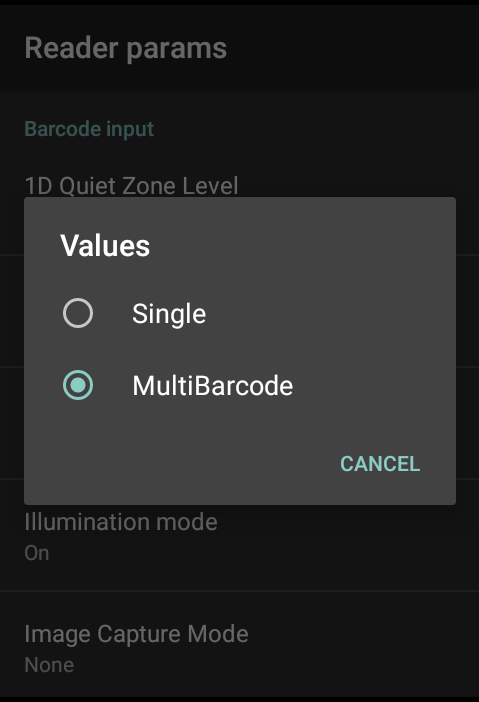 Reader params
Barcode input
1D Quiet Zone Level
Values
Single
MultiBarcode
CANCEL
Illumination mode
On
Image Capture Mode
None